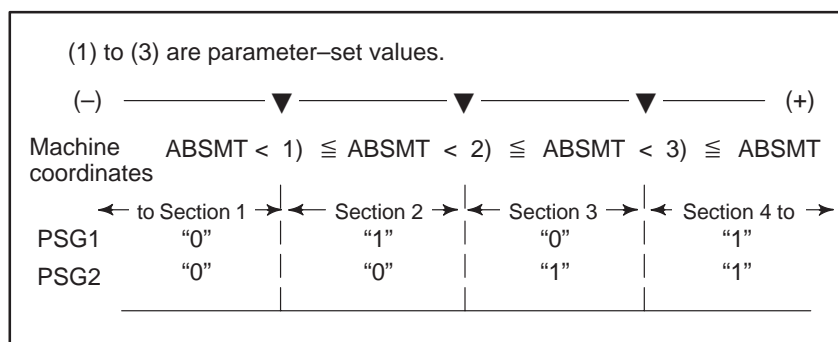 (1) to (3) are parameter–set values.
(–) (+)
Machine coordinates ABSMT < 1) ≦ ABSMT < 2) ≦ ABSMT < 3) ≦ ABSMT
to Section 1 Section 2 Section 3 Section 4 to
PSG1 “0” “1” “0” “1”
PSG2 “0” “0” “1” “1”